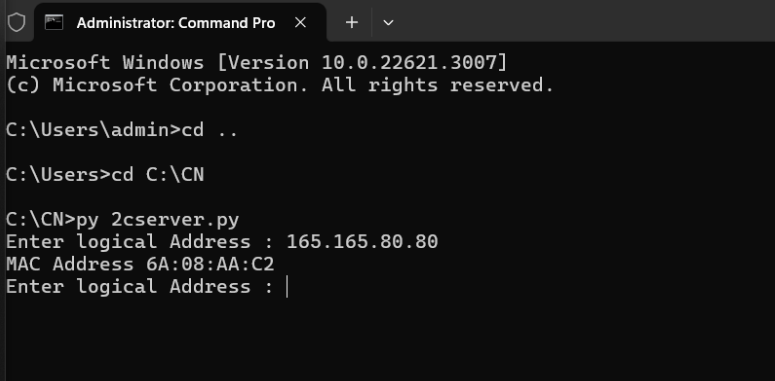 Administrator: Command Pro
Microsoft Windows [Version 10.0.22621.3007]
(c) Microsoft Corporation. All rights reserved.
C:\Users\admin>cd ..
C:\Users>cd C:\CN
C:\CN>py 2cserver.py
Enter logical Address : 165.165.80.80
MAC Address 6A:08:AA:C2
Enter logical Address :